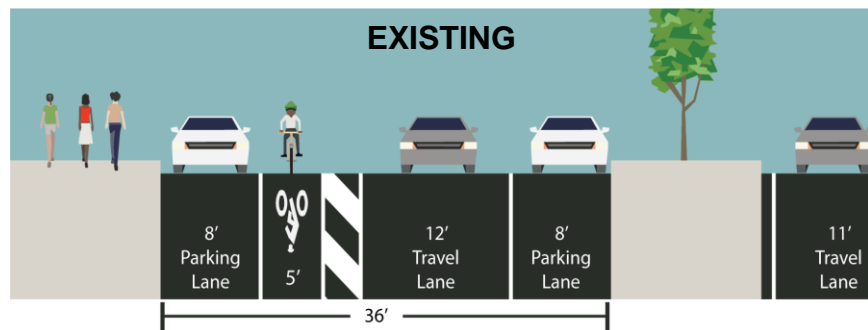 EXISTING
8’
Parking
Lane
5’
12’
Travel
Lane
8’
Parking
Lane
11’
Travel
Lane
36’